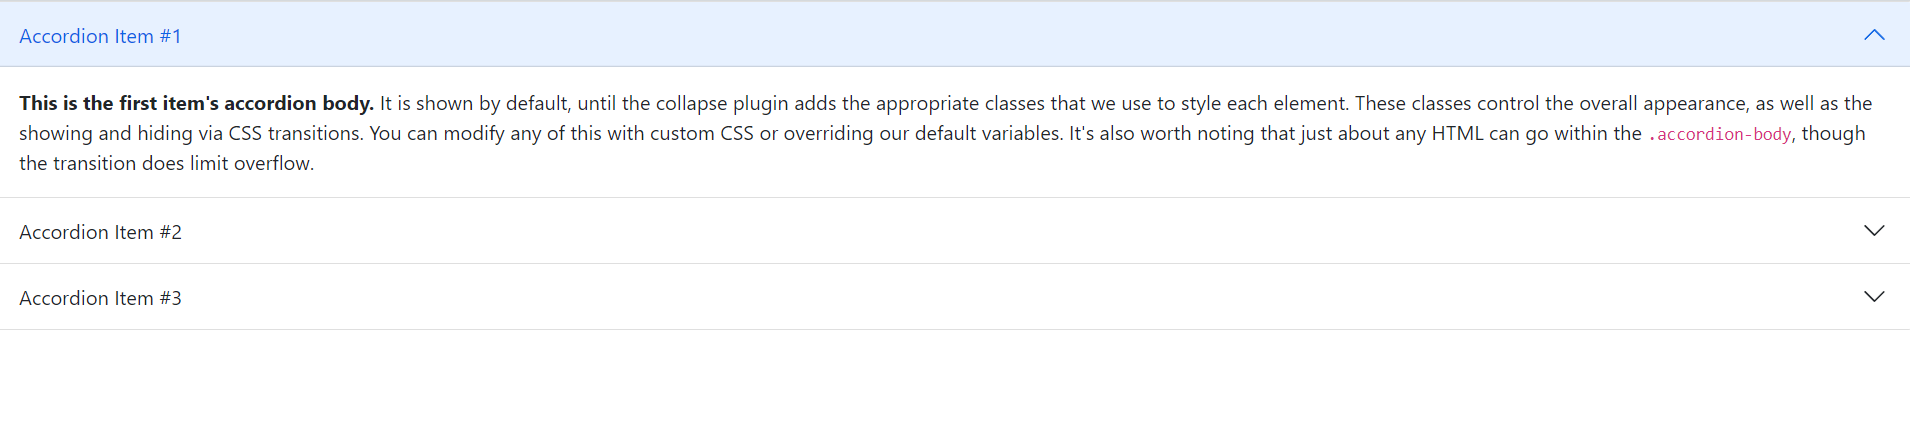 Accordion Item #1
This is the first item's accordion body. It is shown by default, until the collapse plugin adds the appropriate classes that we use to style each element. These classes control the overall appearance, as well as the
showing and hiding via CSS transitions. You can modify any of this with custom CSS or overriding our default variables. It's also worth noting that just about any HTML can go within the .accordion-body, though
the transition does limit overflow.
Accordion Item #2
Accordion Item #3